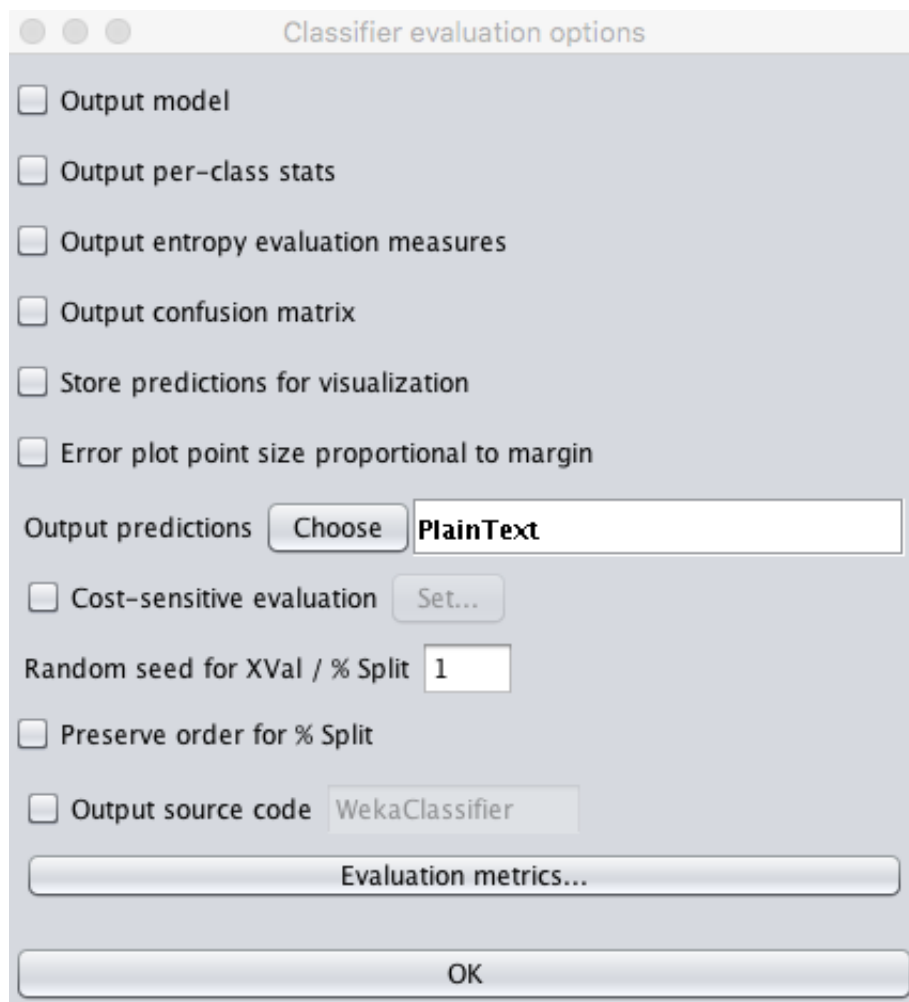 Classifier evaluation options
Output model
Output per-class stats
Output entropy evaluation measures
Output confusion matrix
Store predictions for visualization
Error plot point size proportional to margin
Output predictions Choose PlainText
Cost-sensitive evaluation Set...
Random seed for XVal / % Split 1
Preserve order for % Split
Output source code WekaClassifier
Evaluation metrics...
OK